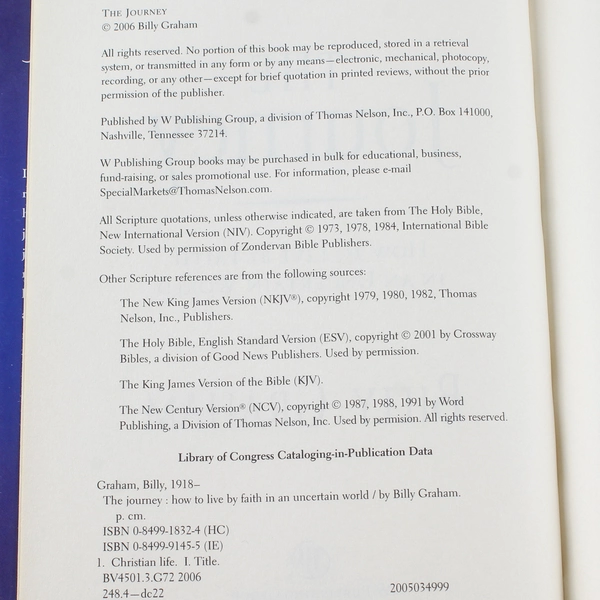 THE JOURNEY
© 2006 Billy Graham
All rights reserved. No portion of this book may be reproduced, stored in a retrieval
system, or transmitted in any form or by any means—electronic, mechanical, photocopy,
recording, or any other—except for brief quotation in printed reviews, without the prior
permission of the publisher.
Published by W Publishing Group, a division of Thomas Nelson, Inc., P.O. Box 141000,
Nashville, Tennessee 37214.
W Publishing Group books may be purchased in bulk for educational, business,
fund-raising, or sales promotional use. For information, please e-mail
SpecialMarkets@ThomasNelson.com.
All Scripture quotations, unless otherwise indicated, are taken from The Holy Bible,
New International Version (NIV). Copyright © 1973, 1978, 1984, International Bible
Society. Used by permission of Zondervan Bible Publishers.
Other Scripture references are from the following sources:
The New King James Version (NKJV®), copyright 1979, 1980, 1982, Thomas
Nelson, Inc., Publishers.
The Holy Bible, English Standard Version (ESV), copyright © 2001 by Crossway
Bibles, a division of Good News Publishers. Used by permission.
The King James Version of the Bible (KJV).
The New Century Version® (NCV), copyright © 1987, 1988, 1991 by Word
Publishing, a Division of Thomas Nelson, Inc. Used by permision. All rights reserved.
Library of Congress Cataloging-in-Publication Data
Graham, Billy, 1918–
The journey : how to live by faith in an uncertain world / by Billy Graham.
p. cm.
ISBN 0-8499-1832-4 (HC)
ISBN 0-8499-9145-5 (IE)
1. Christian life. I. Title.
BV4501.3.G72 2006
248.4—dc22 2005034999